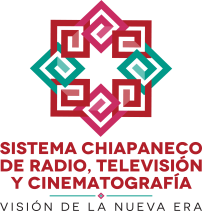 SISTEMA CHIAPANECO
DE RADIO, TELEVISIÓN
Y CINEMATOGRAFÍA
VISIÓN DE LA NUEVA ERA